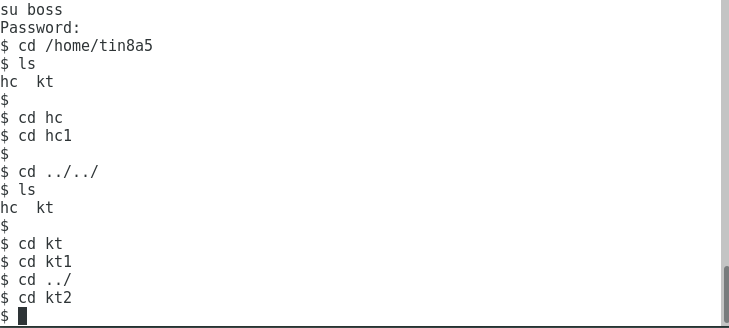 su boss
Password:
$ cd /home/tin8a5
$ ls
hc  kt
$
$ cd hc
$ cd hc1
$
$ cd ../../
$ ls
hc  kt
$
$ cd kt
$ cd kt1
$ cd ../
$ cd kt2
$